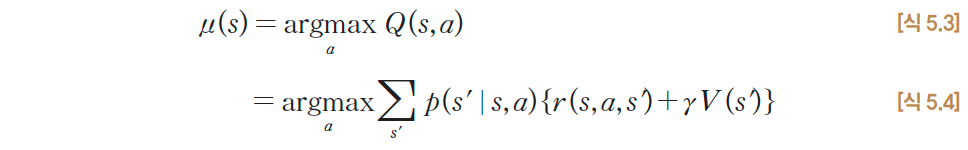 μ(s) = argmax Q(s,a) [식 5.3]
a
= argmax ∑ p(s′ | s,a){r(s,a,s′)+γV(s′)} [식 5.4]
a s′